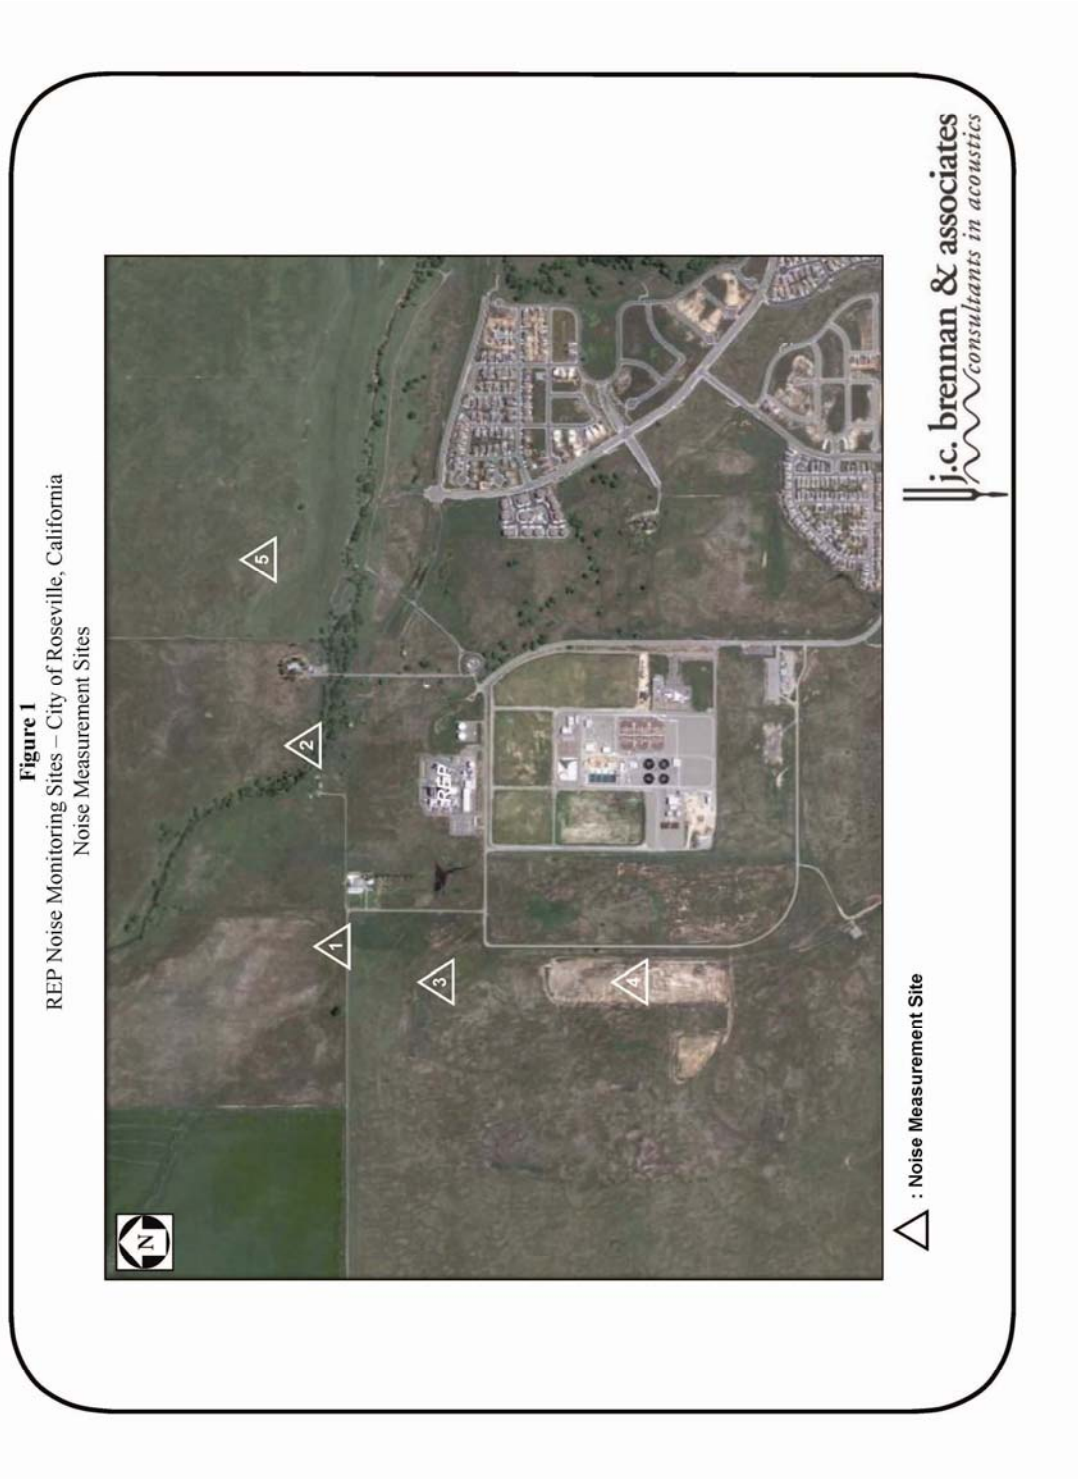 Figure 1
REP Noise Monitoring Sites – City of Roseville, California
Noise Measurement Sites
N
5
2
1
REP
3
4
: Noise Measurement Site
j.c. brennan & associates
consultants in acoustics